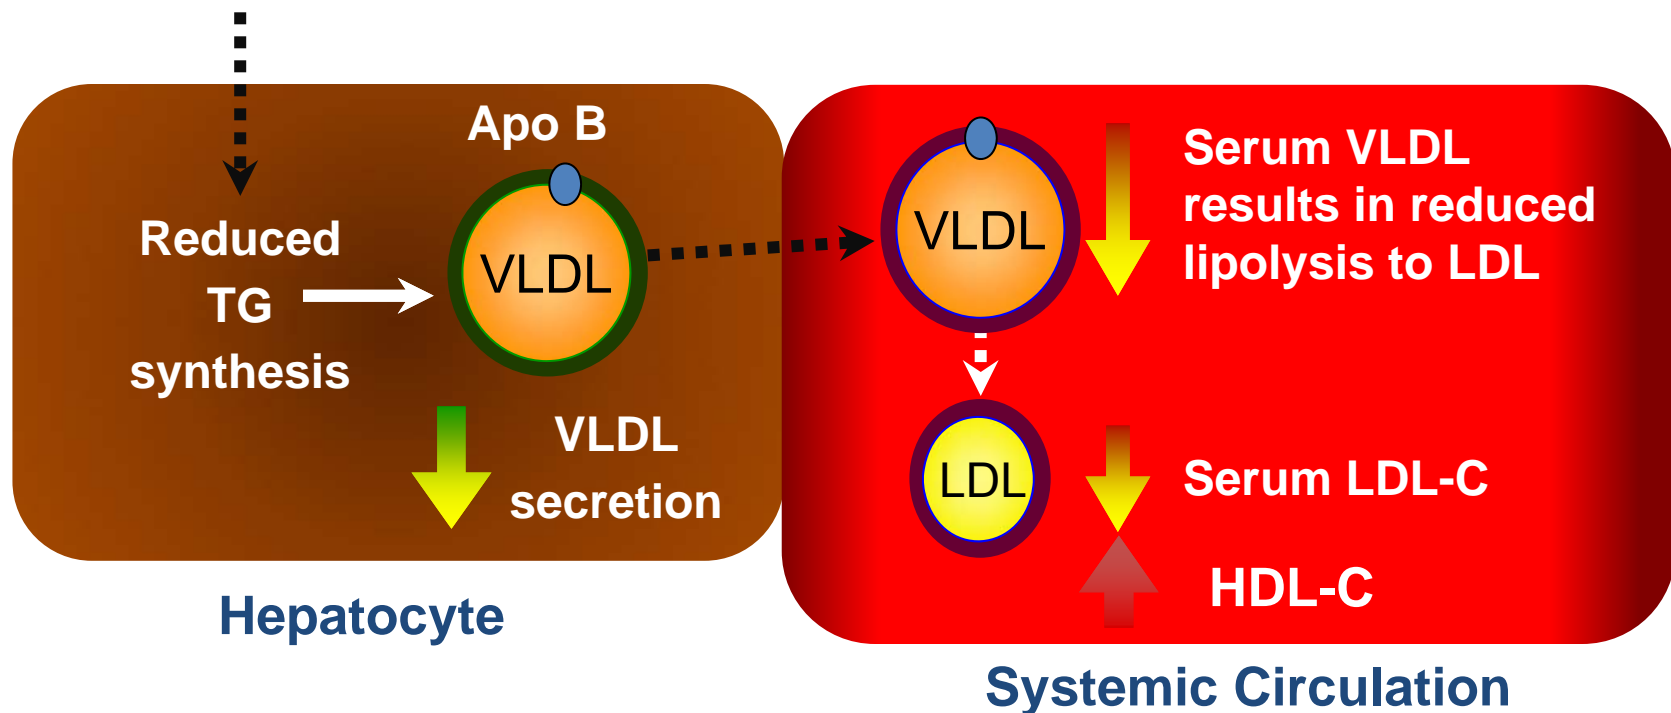 Apo B
Reduced
TG
synthesis
VLDL
VLDL
secretion
Hepatocyte
VLDL
Serum VLDL
results in reduced
lipolysis to LDL
LDL
Serum LDL-C
HDL-C
Systemic Circulation